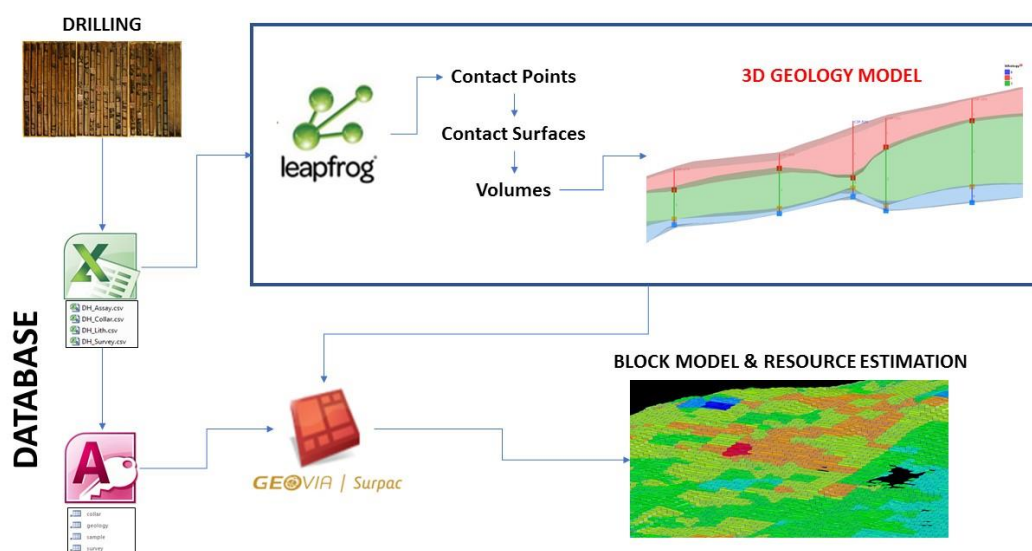 DRILLING
leapfrog®
Contact Points
Contact Surfaces
Volumes
3D GEOLOGY MODEL
DATABASE
DH_Assay.csv
DH_Collar.csv
DH_Lith.csv
DH_Survey.csv
A
collar
geology
sample
survey
GEOVIA | Surpac
BLOCK MODEL & RESOURCE ESTIMATION